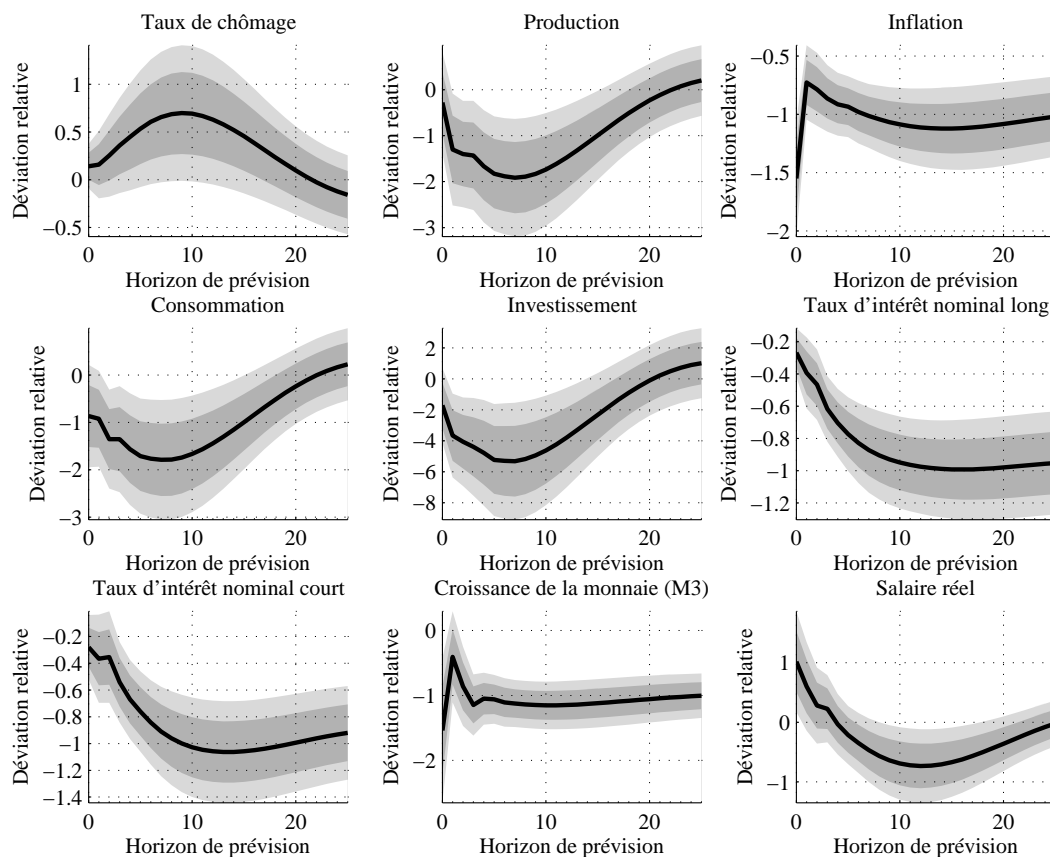 Taux de chômage
Déviation relative
1
0.5
0
−0.5
0
10
20
Horizon de prévision
Production
Déviation relative
0
−1
−2
−3
0
10
20
Horizon de prévision
Inflation
Déviation relative
−0.5
−1
−1.5
−2
0
10
20
Horizon de prévision
Consommation
Déviation relative
0
−1
−2
−3
0
10
20
Horizon de prévision
Investissement
Déviation relative
2
0
−2
−4
−6
−8
0
10
20
Horizon de prévision
Taux d’intérêt nominal long
Déviation relative
−0.2
−0.4
−0.6
−0.8
−1
−1.2
0
10
20
Horizon de prévision
Taux d’intérêt nominal court
Déviation relative
−0.2
−0.4
−0.6
−0.8
−1
−1.2
−1.4
0
10
20
Horizon de prévision
Croissance de la monnaie (M3)
Déviation relative
0
−1
−2
0
10
20
Horizon de prévision
Salaire réel
Déviation relative
1
0
−1
0
10
20
Horizon de prévision